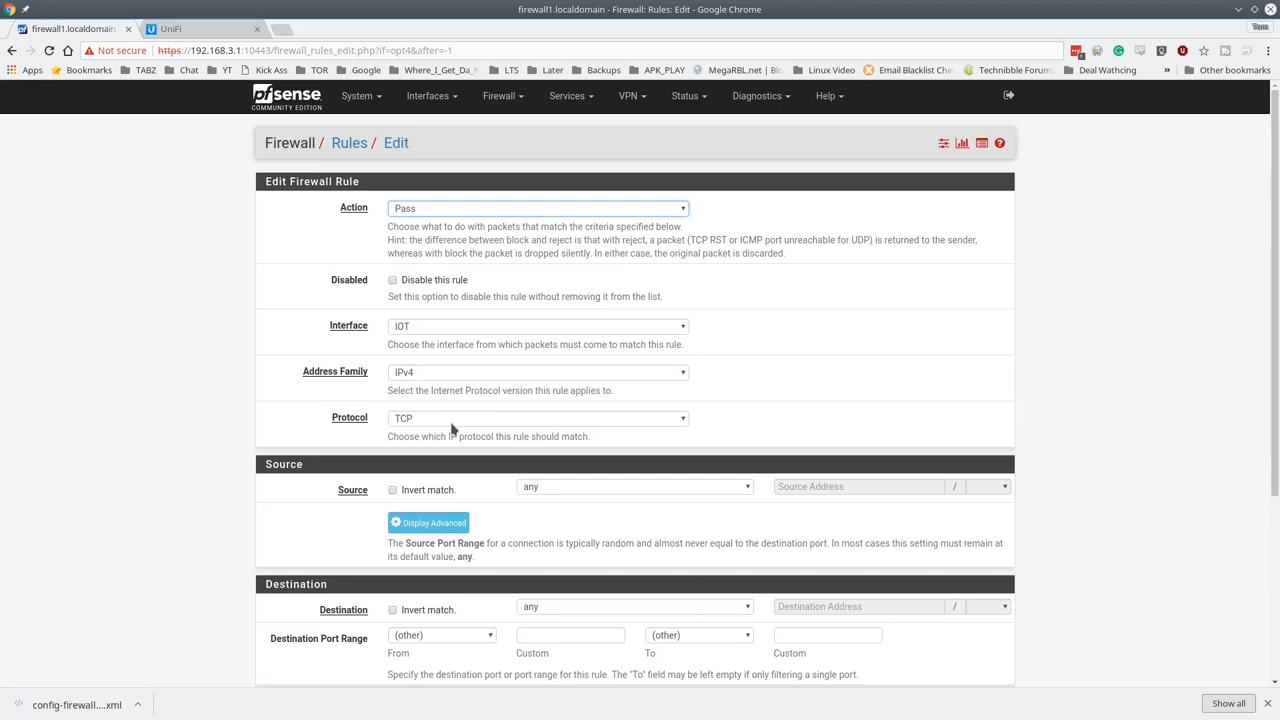 firewall1.localdomain - Firewall: Rules: Edit - Google Chrome
firewall1.localdomain
UniFi
Tom
Not secure https://192.168.3.1:10443/firewall_rules_edit.php?if=opt4&after=-1
Apps Bookmarks TABZ Chat YT Kick Ass TOR Google Where_I_Get_Da_ LTS Later Backups APK_PLAY MegaRBL.net | Linux Video Email Blacklist Che Technibble Forum Deal Wathcing » Other bookmarks
pfsense COMMUNITY EDITION
System Interfaces Firewall Services VPN Status Diagnostics Help
Firewall / Rules / Edit
Edit Firewall Rule
Action Pass
Choose what to do with packets that match the criteria specified below.
Hint: the difference between block and reject is that with reject, a packet (TCP RST or ICMP port unreachable for UDP) is returned to the sender,
whereas with block the packet is dropped silently. In either case, the original packet is discarded.
Disabled Disable this rule
Set this option to disable this rule without removing it from the list.
Interface IOT
Choose the interface from which packets must come to match this rule.
Address Family IPv4
Select the Internet Protocol version this rule applies to.
Protocol TCP
Choose which IP protocol this rule should match.
Source
Source Invert match. any Source Address /
Display Advanced
The Source Port Range for a connection is typically random and almost never equal to the destination port. In most cases this setting must remain at
its default value, any.
Destination
Destination Invert match. any Destination Address /
Destination Port Range (other) (other)
From Custom To Custom
Specify the destination port or port range for this rule. The "To" field may be left empty if only filtering a single port.
config-firewall....xml
Show all